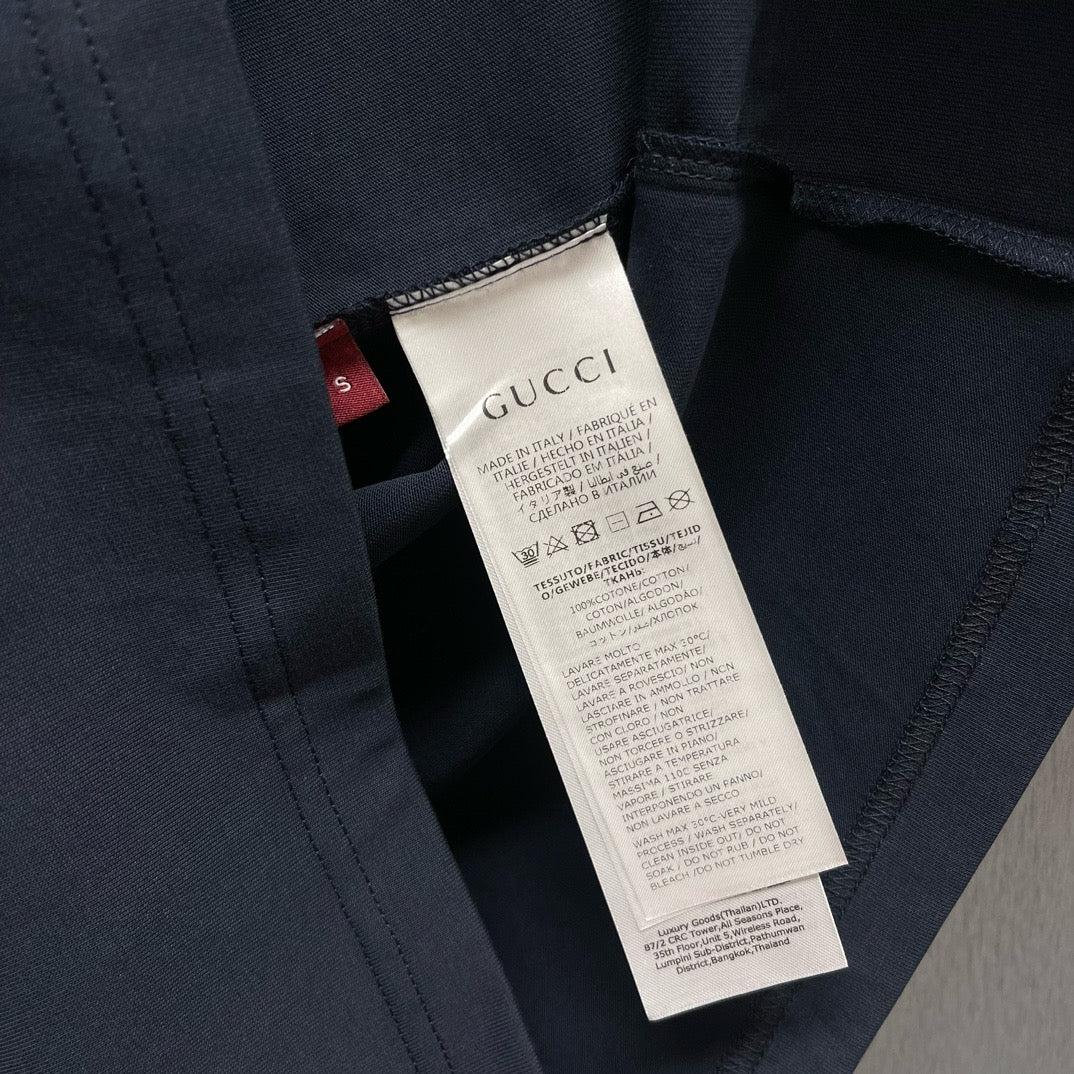 S
GUCCI
MADE IN ITALY / FABRIQUÉ EN
ITALIE / HECHO EN ITALIA /
HERGESTELT IN ITALIEN /
FABRICADO EM ITALIA /
イタリア製 / صنع في ايطاليا /
СДЕЛАНО В ИТАЛИИ
30
TESSUTO/FABRIC/TISSU/TEJID
O/GEWEBE/TECIDO/本体/نسيج/
ТКАНЬ:
100%COTONE/COTTON/
COTON/ALGODON/
BAUMWOLLE/ ALGODÃO/
コットン/صفر/ХЛОПОК
LAVARE MOLTO
DELICATAMENTE MAX 30°C/
LAVARE SEPARATAMENTE/
LAVARE A ROVESCIO/ NON
LASCIARE IN AMMOLLO / NON
STROFINARE / NON TRATTARE
CON CLORO / NON
USARE ASCIUGATRICE/
NON TORCERE O STRIZZARE/
ASCIUGARE IN PIANO/
STIRARE A TEMPERATURA
MASSIMA 110C SENZA
VAPORE / STIRARE
INTERPONENDO UN PANNO/
NON LAVARE A SECCO
WASH MAX 30°C-VERY MILD
PROCESS / WASH SEPARATELY/
CLEAN INSIDE OUT/ DO NOT
SOAK / DO NOT RUB / DO NOT
BLEACH /DO NOT TUMBLE DRY
Luxury Goods(Thailan)LTD.
87/2 CRC Tower,All Seasons Place,
35th Floor,Unit 5,Wireless Road,
Lumpini Sub-District,Pathumwan
District,Bangkok,Thailand